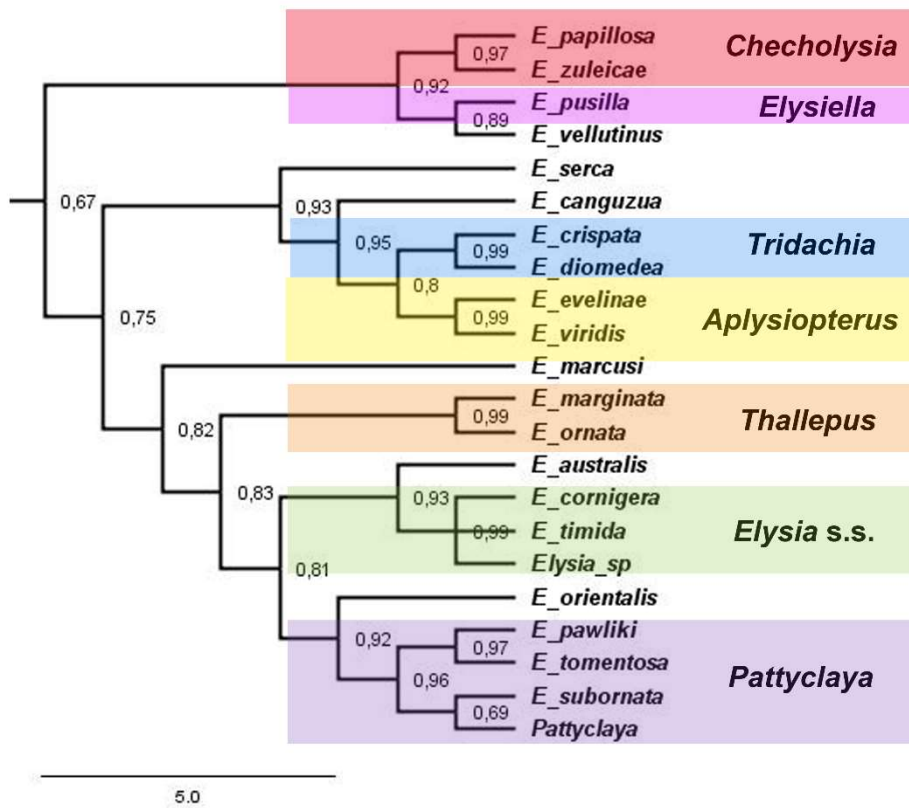 E_papillosa
0,97
Checholysia
E_zuleicae
0,92
E_pusilla
Elysiella
0,89
E_vellutinus
E_serca
0,67
0,93
E_canguzua
0,95
E_crispata
0,99
Tridachia
E_diomedea
0,8
E_evelinae
0,75
0,99
Aplysiopterus
E_viridis
E_marcusi
E_marginata
0,82
0,99
Thallepus
E_ornata
E_australis
0,83
0,93
E_cornigera
0,99
E_timida
Elysia s.s.
0,81
Elysia_sp
E_orientalis
E_pawliki
0,92
0,97
E_tomentosa
Pattyclaya
0,96
E_subornata
0,69
Pattyclaya
5.0